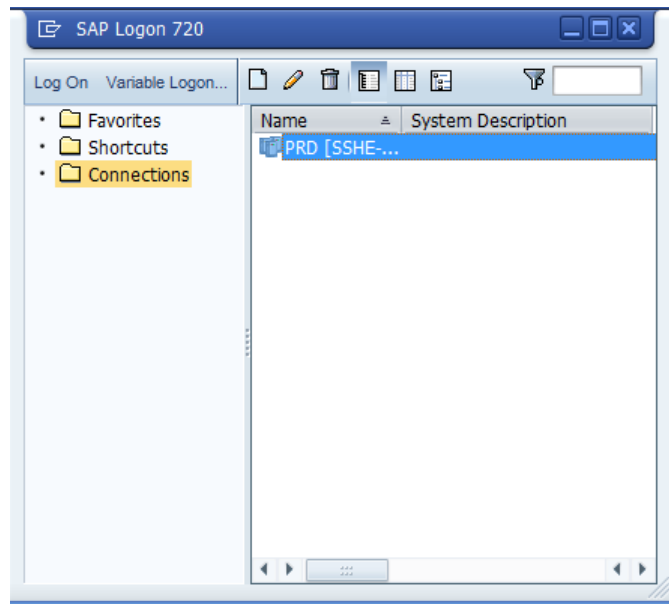 SAP Logon 720
Log On Variable Logon...
Favorites
Shortcuts
Connections
Name System Description
PRD [SSHE-...